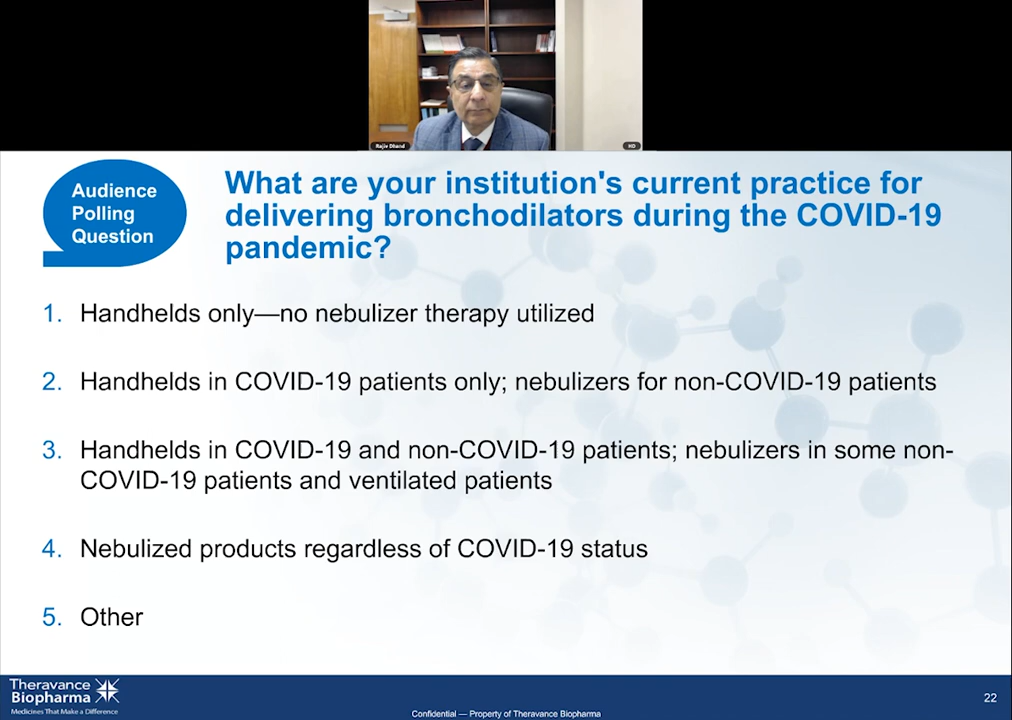 Rajiv Dhand
HD
Audience
Polling
Question
What are your institution's current practice for
delivering bronchodilators during the COVID-19
pandemic?
1. Handhelds only—no nebulizer therapy utilized
2. Handhelds in COVID-19 patients only; nebulizers for non-COVID-19 patients
3. Handhelds in COVID-19 and non-COVID-19 patients; nebulizers in some non-
COVID-19 patients and ventilated patients
4. Nebulized products regardless of COVID-19 status
5. Other
Theravance
Biopharma
Medicines That Make a Difference
Confidential — Property of Theravance Biopharma
22